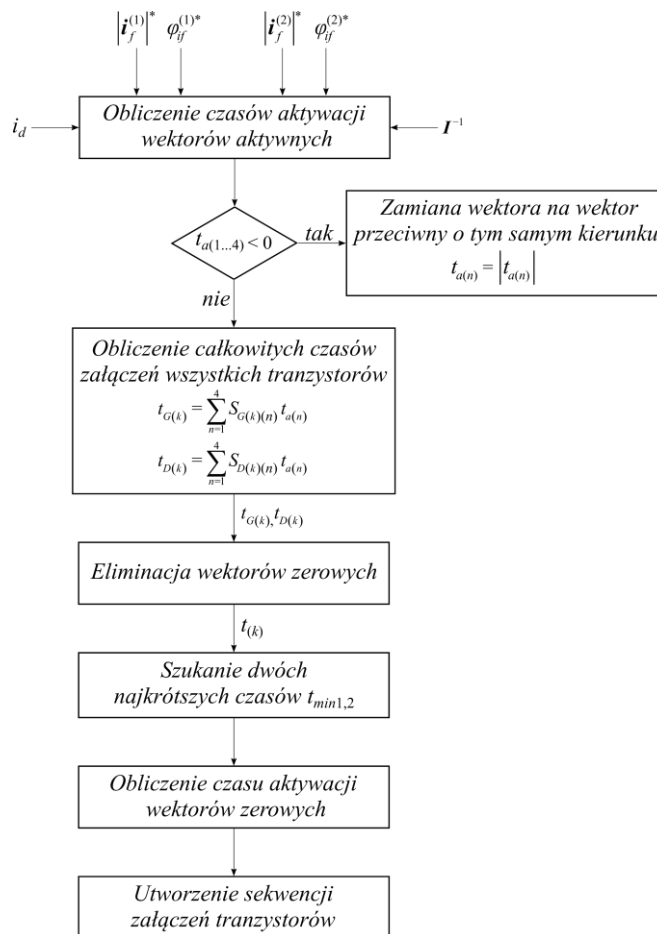 |i_f^(1)|* φ_if^(1)* |i_f^(2)|* φ_if^(2)*
i_d
Obliczenie czasów aktywacji
wektorów aktywnych
I^−1
t_a(1...4) < 0
tak
Zamiana wektora na wektor
przeciwny o tym samym kierunku
t_a(n) = |t_a(n)|
nie
Obliczenie całkowitych czasów
załączeń wszystkich tranzystorów
t_G(k) = ∑_{n=1}^{4} S_G(k)(n) t_a(n)
t_D(k) = ∑_{n=1}^{4} S_D(k)(n) t_a(n)
t_G(k), t_D(k)
Eliminacja wektorów zerowych
t_(k)
Szukanie dwóch
najkrótszych czasów t_min1,2
Obliczenie czasu aktywacji
wektorów zerowych
Utworzenie sekwencji
załączeń tranzystorów